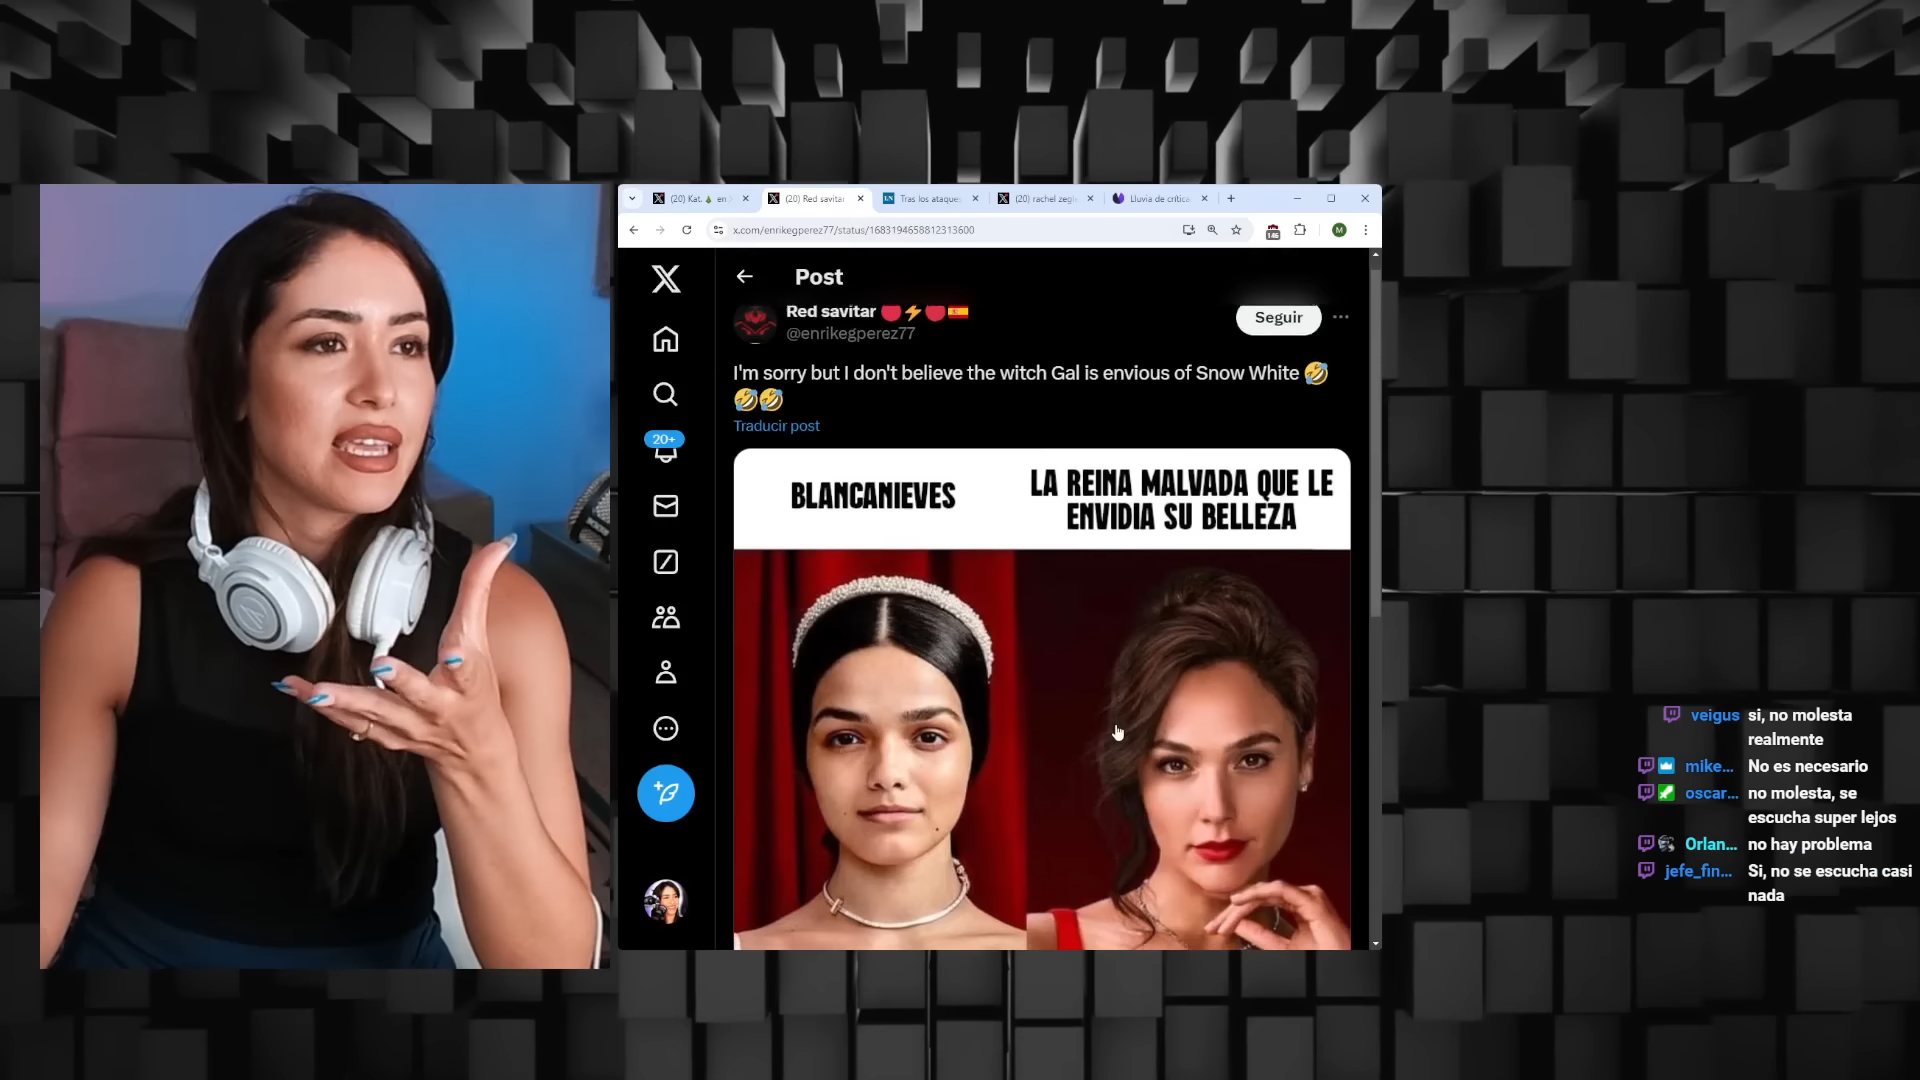 (20) Kat. en
(20) Red savitar
Tras los ataques
(20) rachel zegl
Lluvia de crítica
x.com/enrikegperez77/status/1683194658812313600
146
M
Post
Red savitar
@enrikegperez77
Seguir
I'm sorry but I don't believe the witch Gal is envious of Snow White 🤣
🤣🤣
Traducir post
20+
BLANCANIEVES
LA REINA MALVADA QUE LE
ENVIDIA SU BELLEZA
veigus si, no molesta
realmente
mike... No es necesario
oscar... no molesta, se
escucha super lejos
Orlan... no hay problema
jefe_fin... Si, no se escucha casi
nada